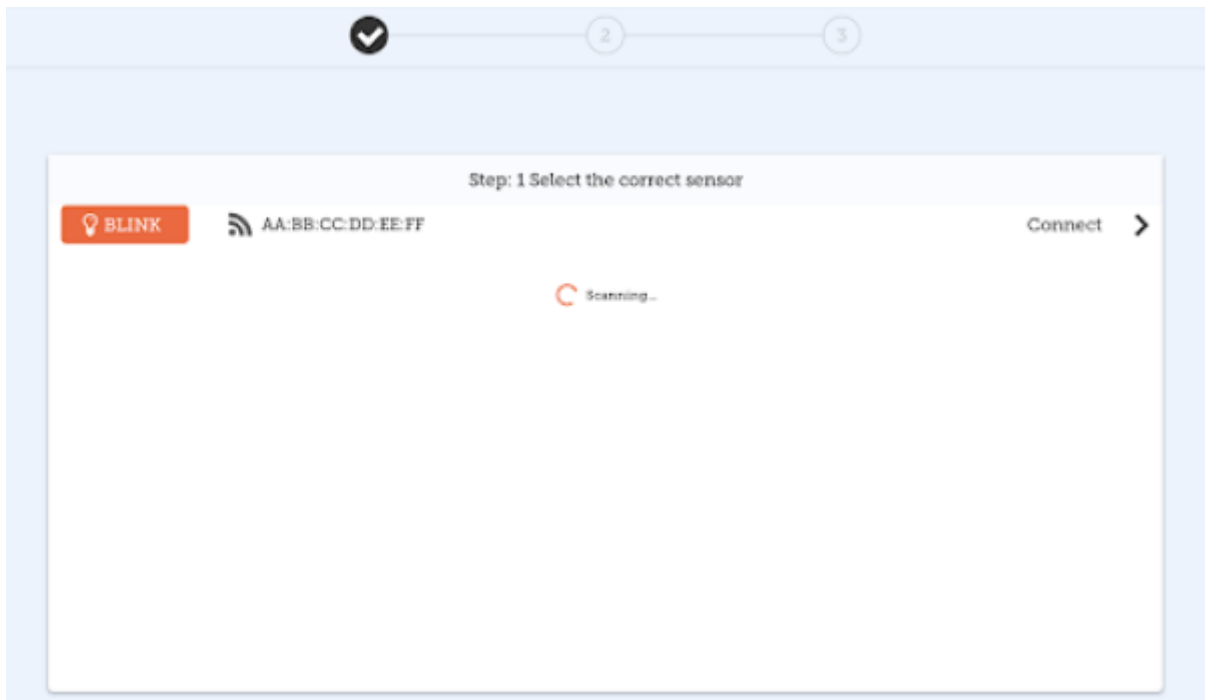 2 3
Step: 1 Select the correct sensor
BLINK AA:BB:CC:DD:EE:FF Connect
Scanning...